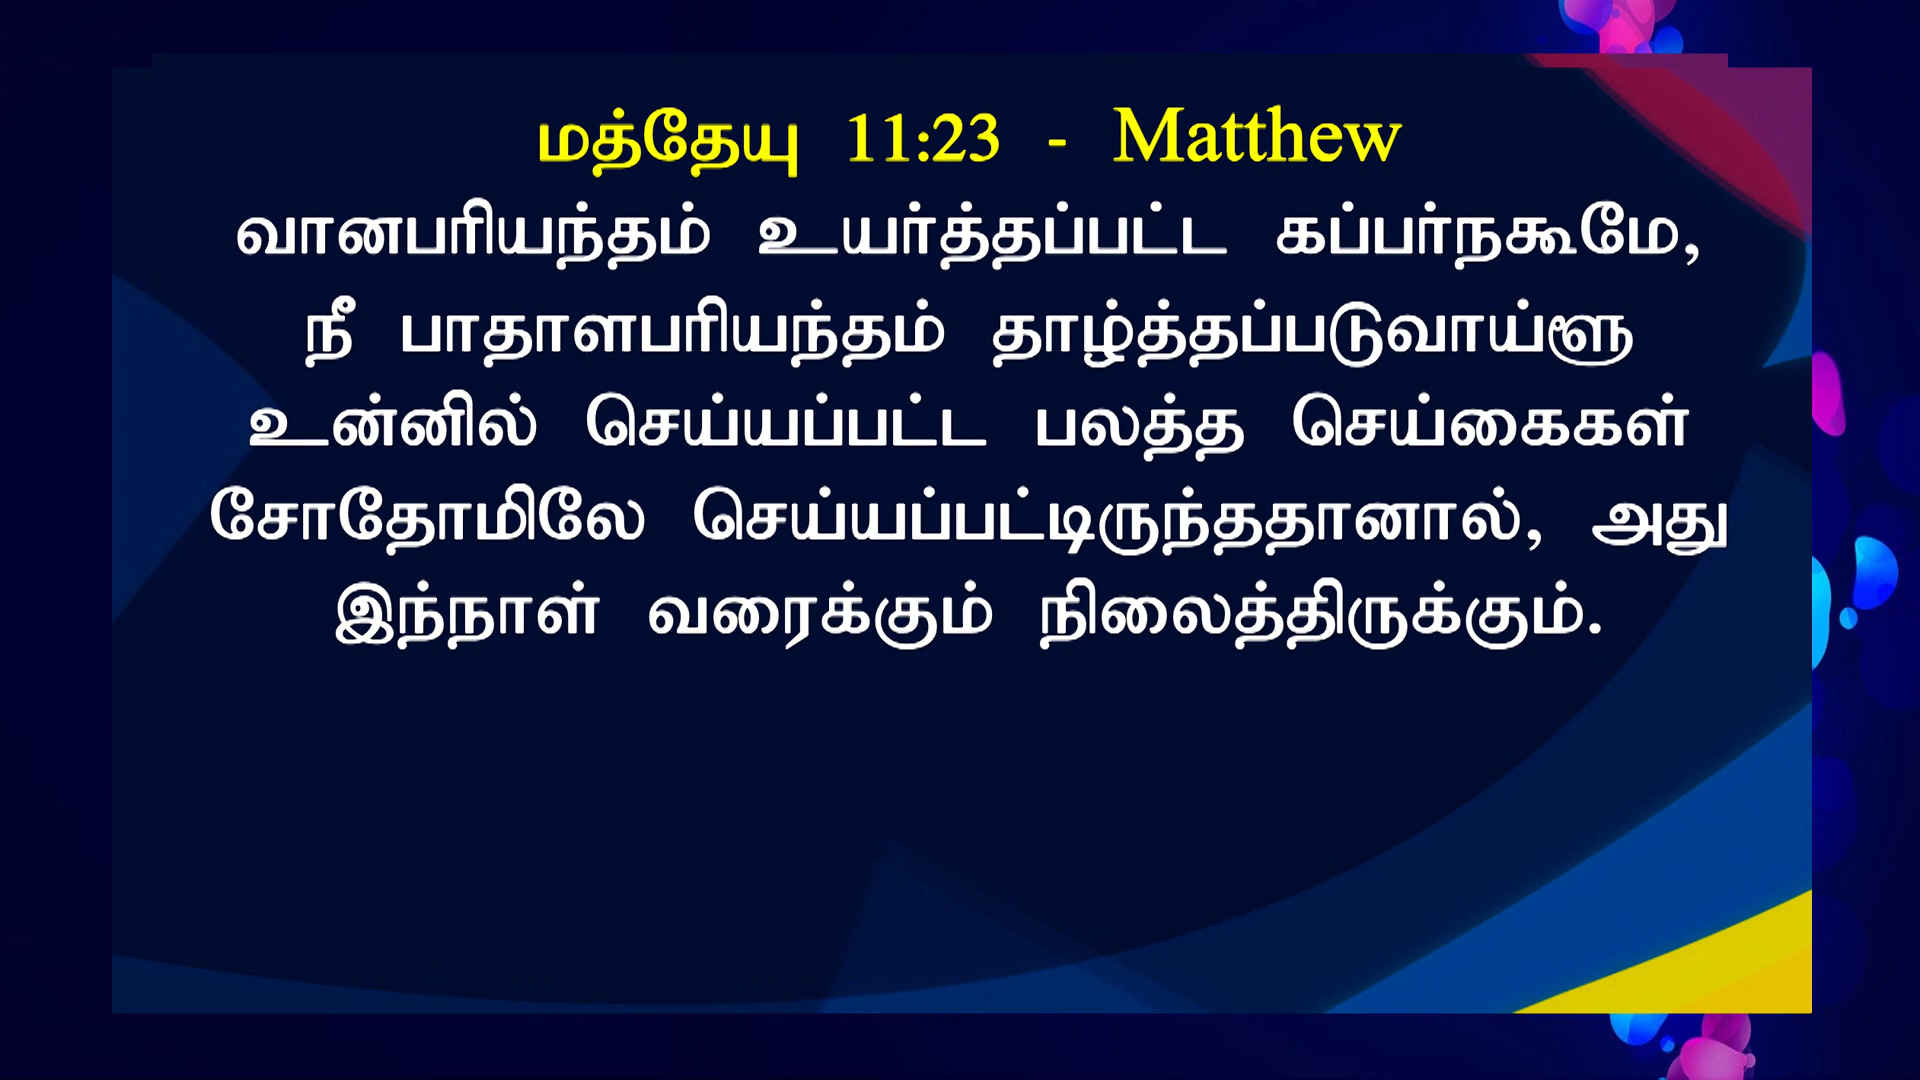 மத்தேயு 11:23 - Matthew
வானபரியந்தம் உயர்த்தப்பட்ட கப்பர்நகூமே,
நீ பாதாளபரியந்தம் தாழ்த்தப்படுவாய்ளூ
உன்னில் செய்யப்பட்ட பலத்த செய்கைகள்
சோதோமிலே செய்யப்பட்டிருந்ததானால், அது
இந்நாள் வரைக்கும் நிலைத்திருக்கும்.